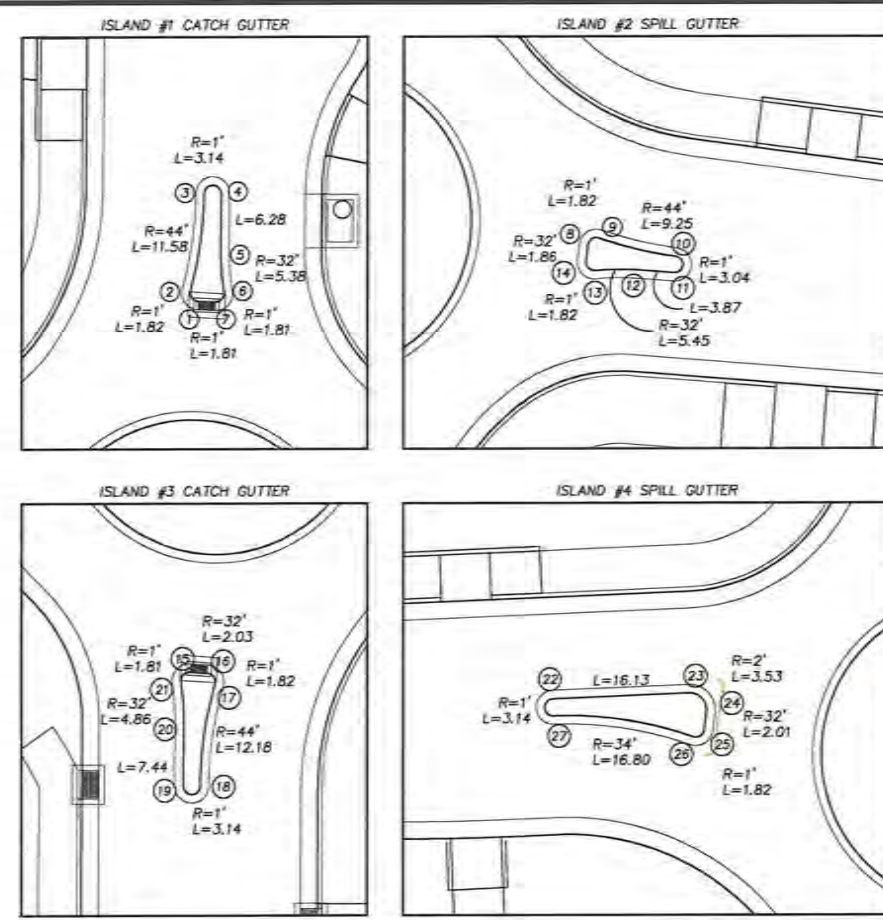 ISLAND #1 CATCH GUTTER
R=1'
L=3.14
3
4
R=44'
L=11.58
L=6.28
5
R=32'
L=5.38
2
6
R=1'
L=1.82
1
7
R=1'
L=1.81
R=1'
L=1.81
ISLAND #2 SPILL GUTTER
R=1'
L=1.82
8
9
R=44'
L=9.25
10
R=32'
L=1.86
14
R=1'
L=3.04
11
13
12
R=1'
L=1.82
L=3.87
R=32'
L=5.45
ISLAND #3 CATCH GUTTER
R=32'
L=2.03
R=1'
L=1.81
15
16
R=1'
L=1.82
21
17
R=32'
L=4.86
20
R=44'
L=12.18
L=7.44
19
18
R=1'
L=3.14
ISLAND #4 SPILL GUTTER
22
L=16.13
23
R=2'
L=3.53
24
R=1'
L=3.14
R=32'
L=2.01
27
R=34'
L=16.80
26
25
R=1'
L=1.82